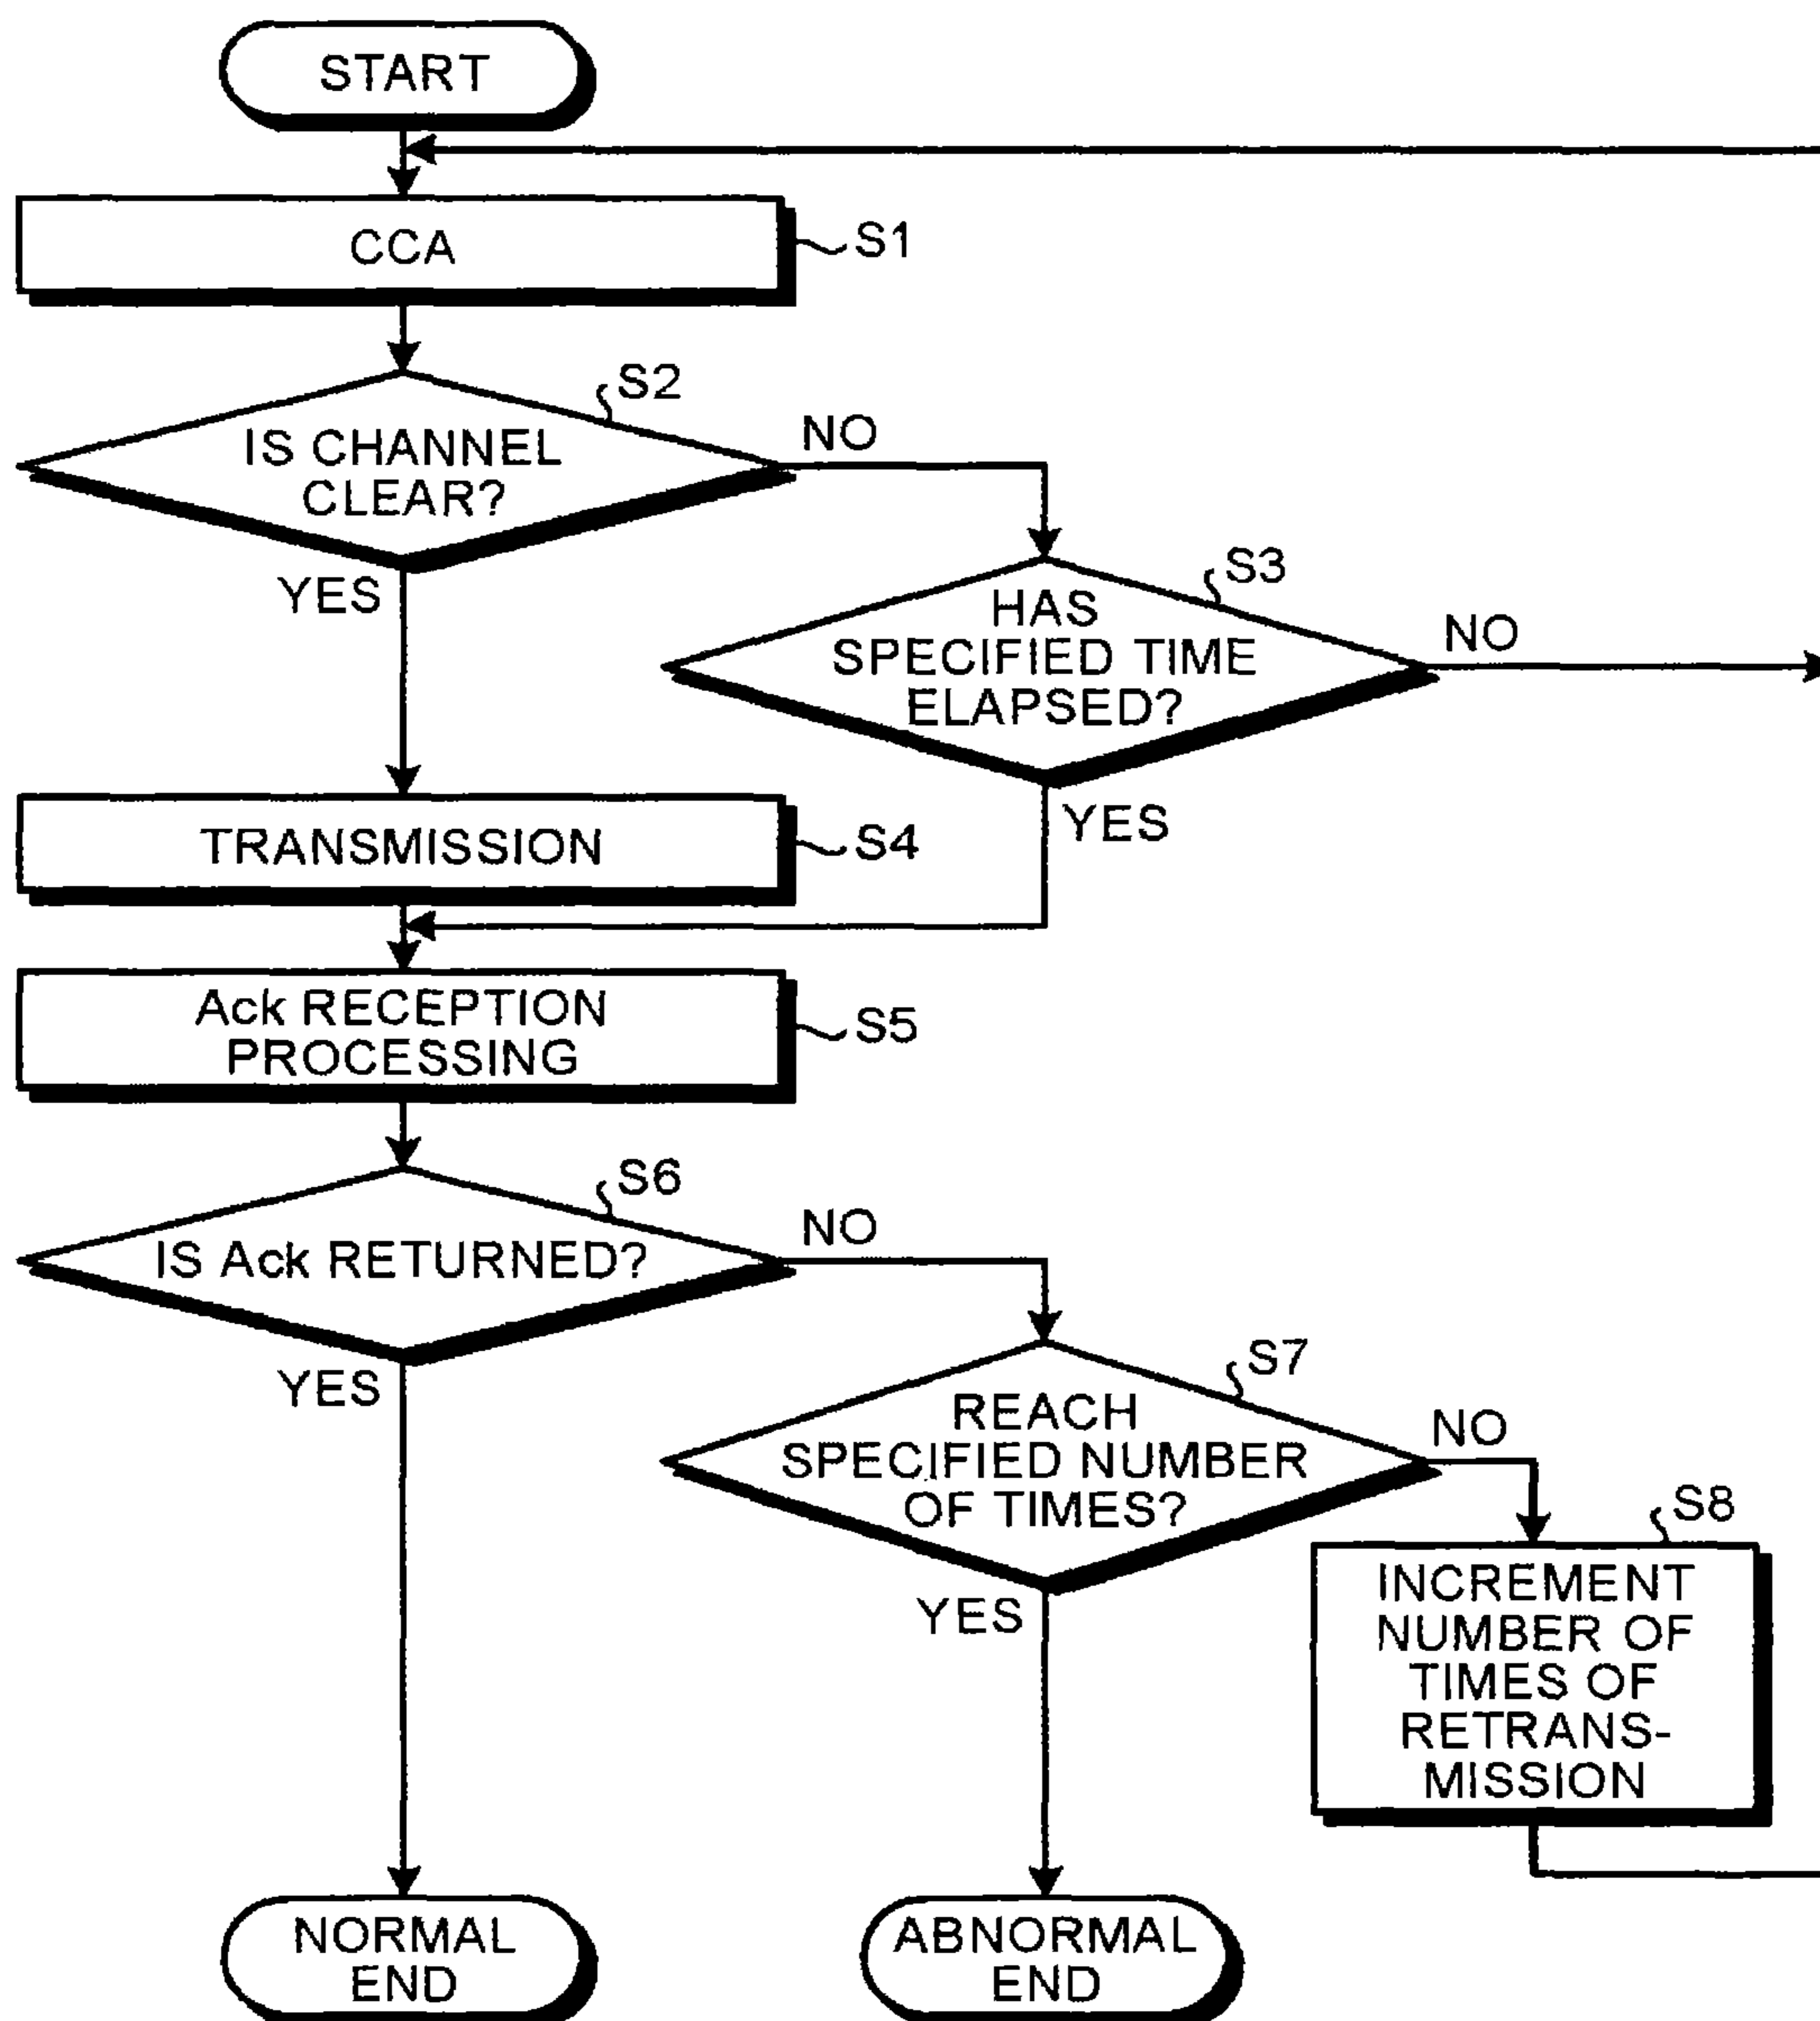 START
CCA
S1
S2
IS CHANNEL
CLEAR?
NO
YES
S3
HAS
SPECIFIED TIME
ELAPSED?
NO
YES
TRANSMISSION
S4
Ack RECEPTION
PROCESSING
S5
S6
IS Ack RETURNED?
NO
YES
S7
REACH
SPECIFIED NUMBER
OF TIMES?
NO
YES
S8
INCREMENT
NUMBER OF
TIMES OF
RETRANS-
MISSION
NORMAL
END
ABNORMAL
END